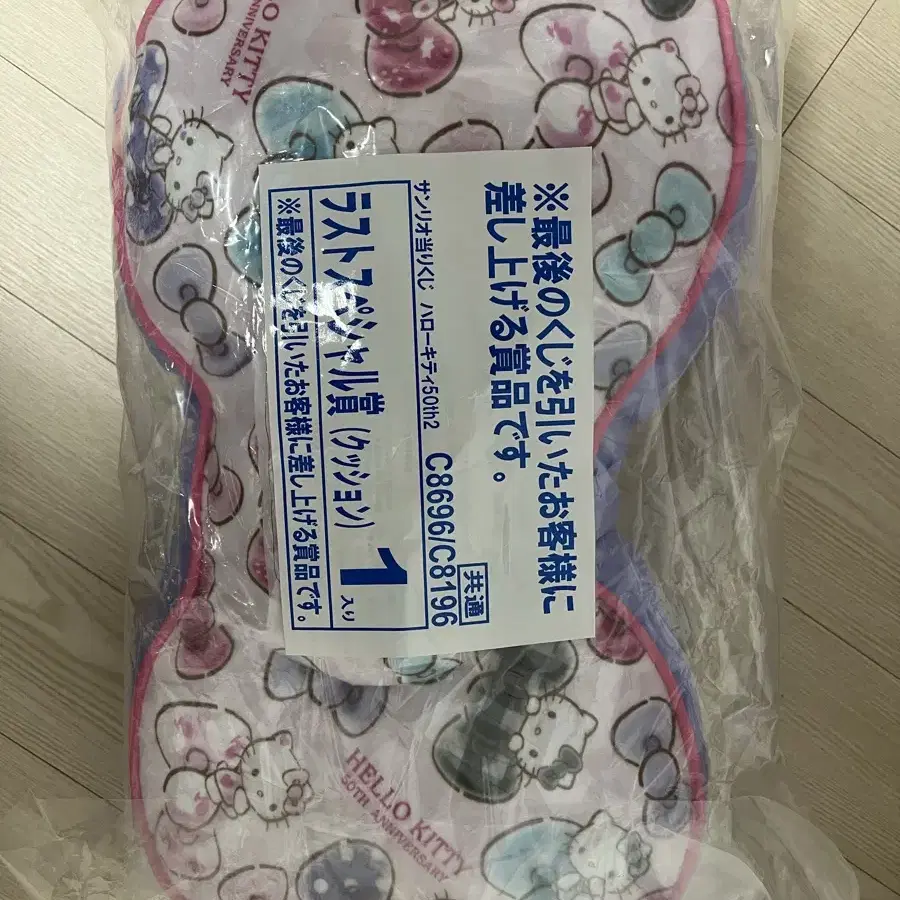 HELLO KITTY
ANNIVERSARY
※最後のくじを引いたお客様に
差し上げる賞品です。
サンリオ当りくじ ハローキティ50th2 C8696/C8196 共通
ラストスペシャル賞(クッション) 1入り
※最後のくじを引いたお客様に差し上げる賞品です。
HELLO KITTY
50TH ANNIVERSARY